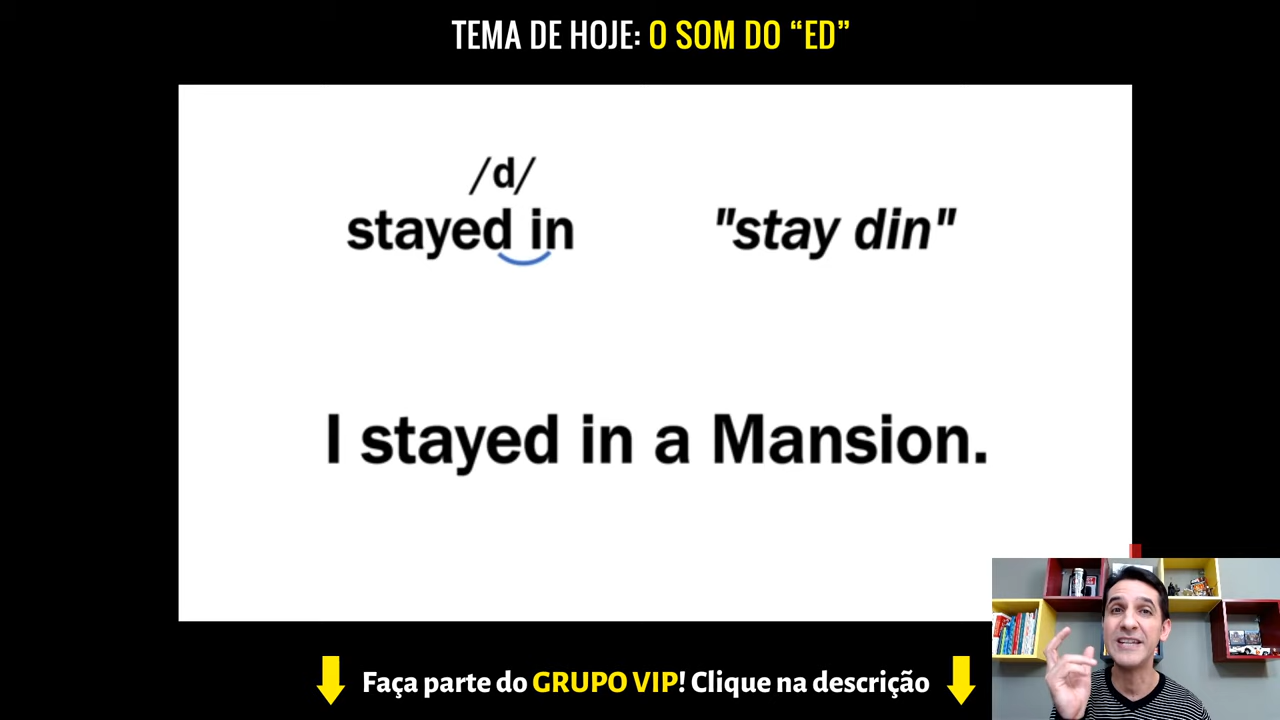 TEMA DE HOJE: O SOM DO “ED”
/d/
stayed in
"stay din"
I stayed in a Mansion.
Faça parte do GRUPO VIP! Clique na descrição